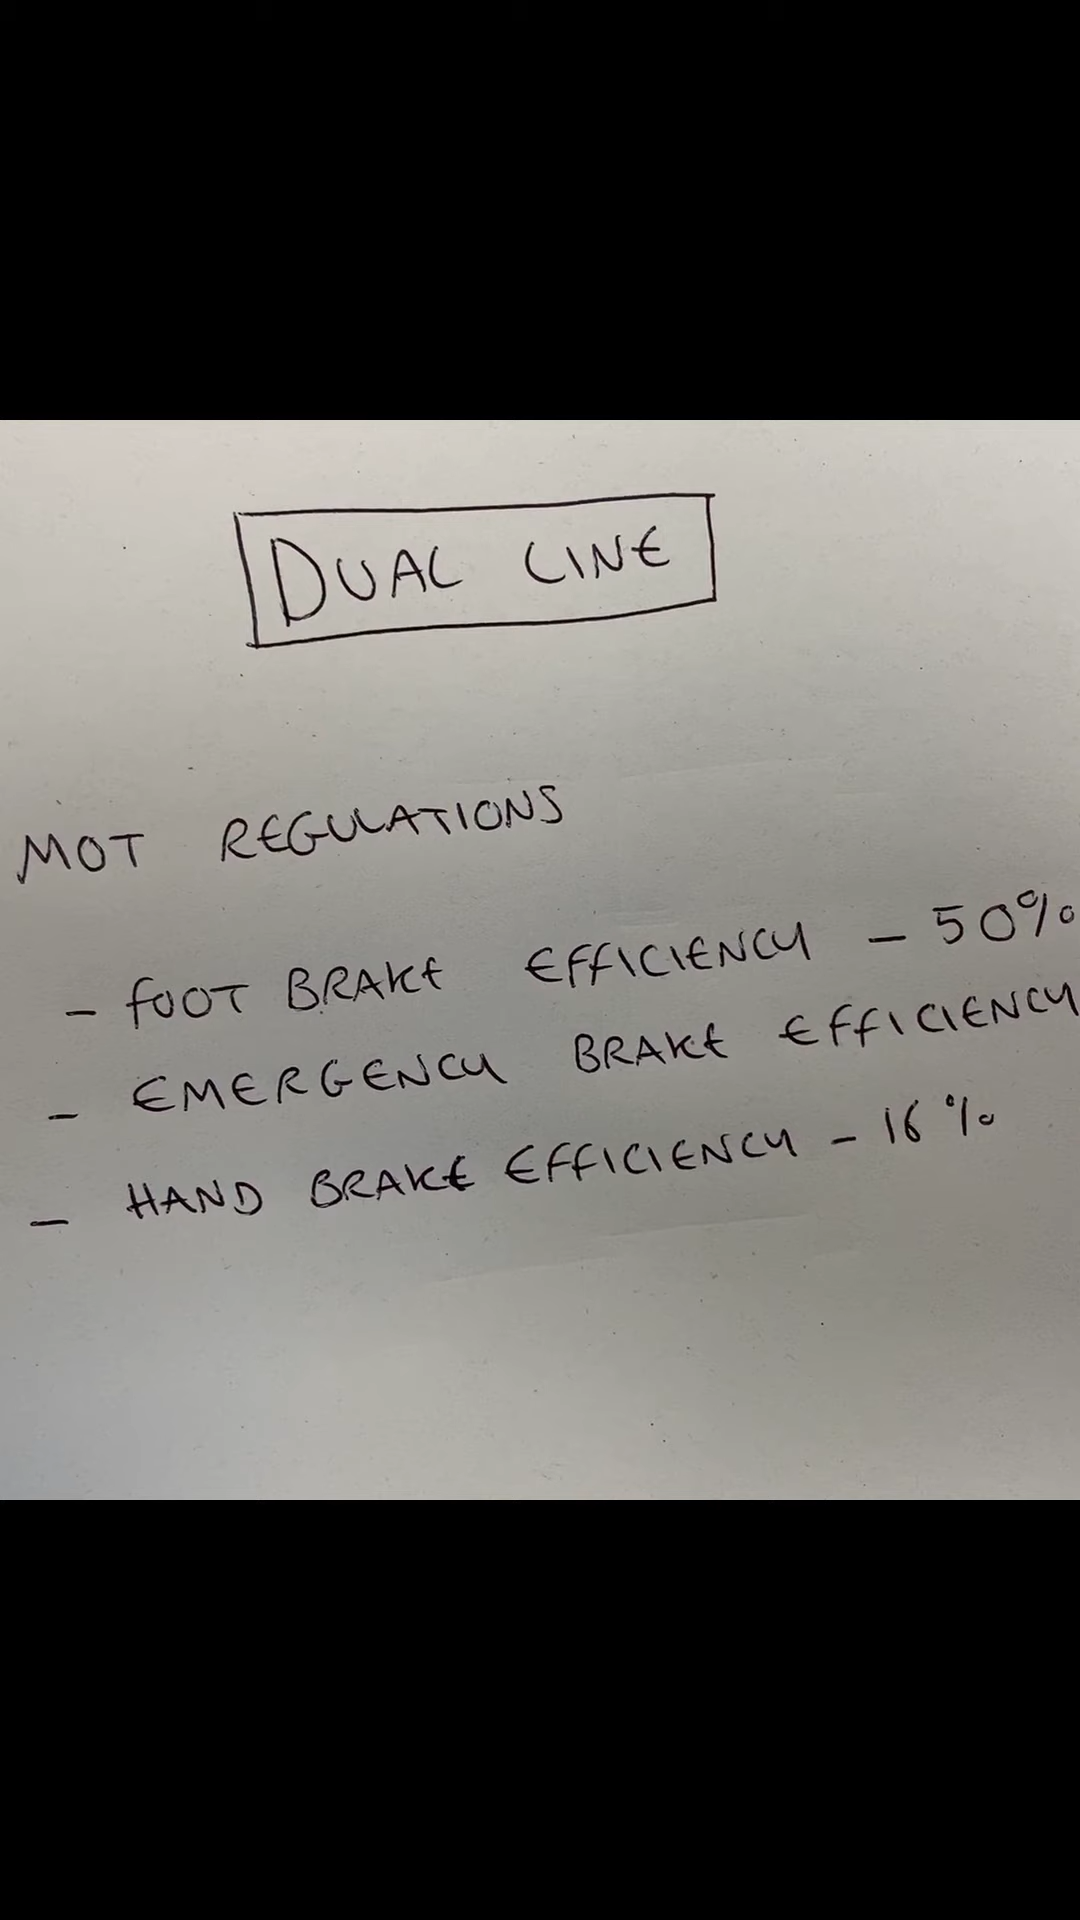 DUAL LINE
MOT REGULATIONS
- FOOT BRAKE EFFICIENCY - 50%
- EMERGENCY BRAKE EFFICIENCY
- HAND BRAKE EFFICIENCY - 16%